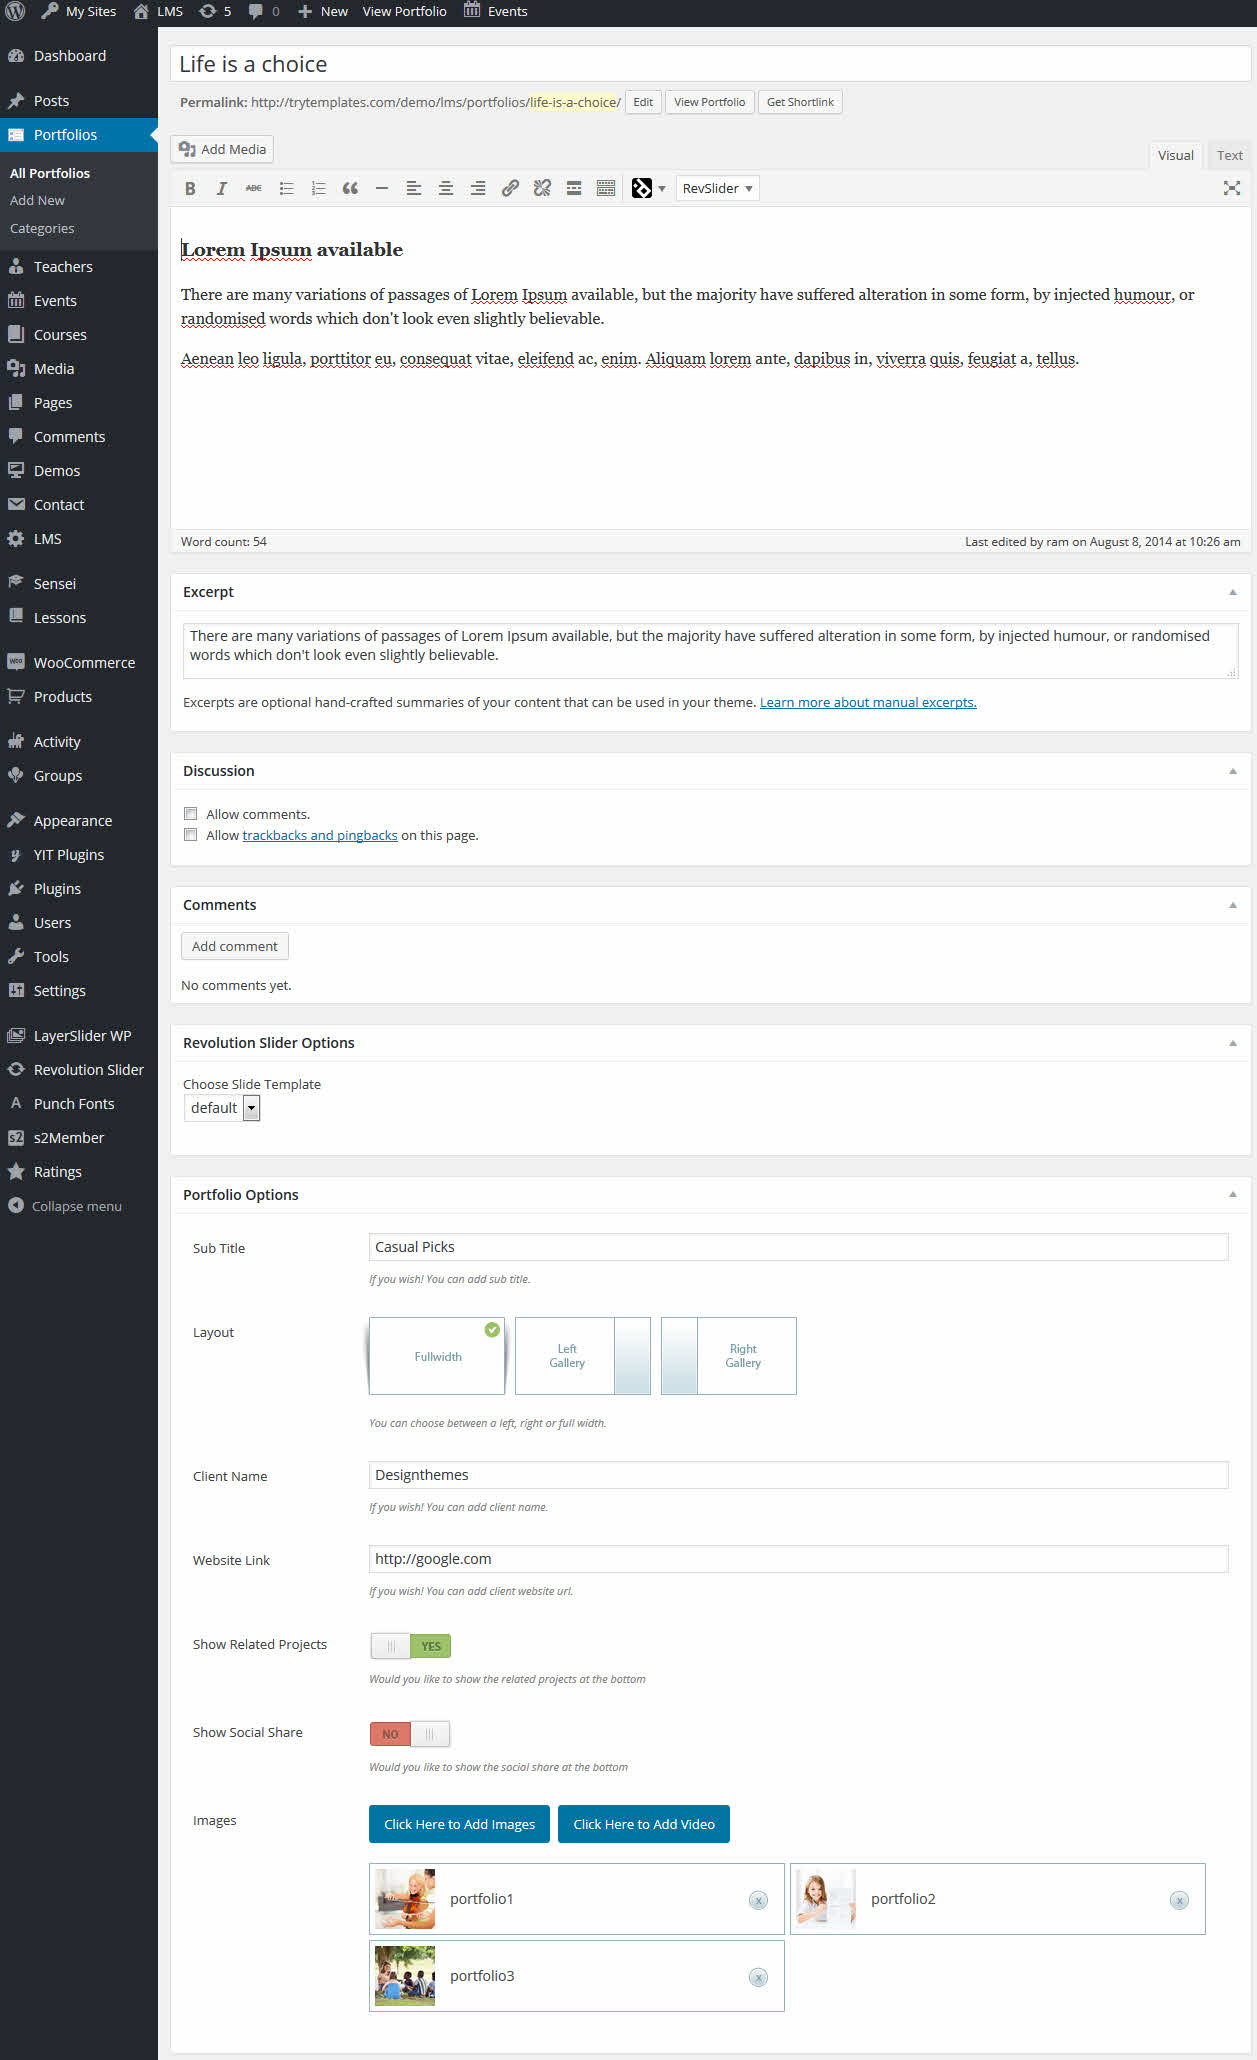 My Sites LMS 5 0 New View Portfolio Events
Dashboard
Posts
Portfolios
All Portfolios
Add New
Categories
Teachers
Events
Courses
Media
Pages
Comments
Demos
Contact
LMS
Sensei
Lessons
WooCommerce
Products
Activity
Groups
Appearance
YIT Plugins
Plugins
Users
Tools
Settings
LayerSlider WP
Revolution Slider
Punch Fonts
s2Member
Ratings
Collapse menu
Life is a choice
Permalink: http://trytemplates.com/demo/lms/portfolios/life-is-a-choice/ Edit View Portfolio Get Shortlink
Add Media
Visual Text
B I ABC RevSlider
Lorem Ipsum available
There are many variations of passages of Lorem Ipsum available, but the majority have suffered alteration in some form, by injected humour, or
randomised words which don't look even slightly believable.
Aenean leo ligula, porttitor eu, consequat vitae, eleifend ac, enim. Aliquam lorem ante, dapibus in, viverra quis, feugiat a, tellus.
Word count: 54 Last edited by ram on August 8, 2014 at 10:26 am
Excerpt
There are many variations of passages of Lorem Ipsum available, but the majority have suffered alteration in some form, by injected humour, or randomised
words which don't look even slightly believable.
Excerpts are optional hand-crafted summaries of your content that can be used in your theme. Learn more about manual excerpts.
Discussion
Allow comments.
Allow trackbacks and pingbacks on this page.
Comments
Add comment
No comments yet.
Revolution Slider Options
Choose Slide Template
default
Portfolio Options
Sub Title Casual Picks
If you wish! You can add sub title.
Layout
Fullwidth
Left
Gallery
Right
Gallery
You can choose between a left, right or full width.
Client Name Designthemes
If you wish! You can add client name.
Website Link http://google.com
If you wish! You can add client website url.
Show Related Projects YES
Would you like to show the related projects at the bottom
Show Social Share NO
Would you like to show the social share at the bottom
Images Click Here to Add Images Click Here to Add Video
portfolio1 x portfolio2 x
portfolio3 x